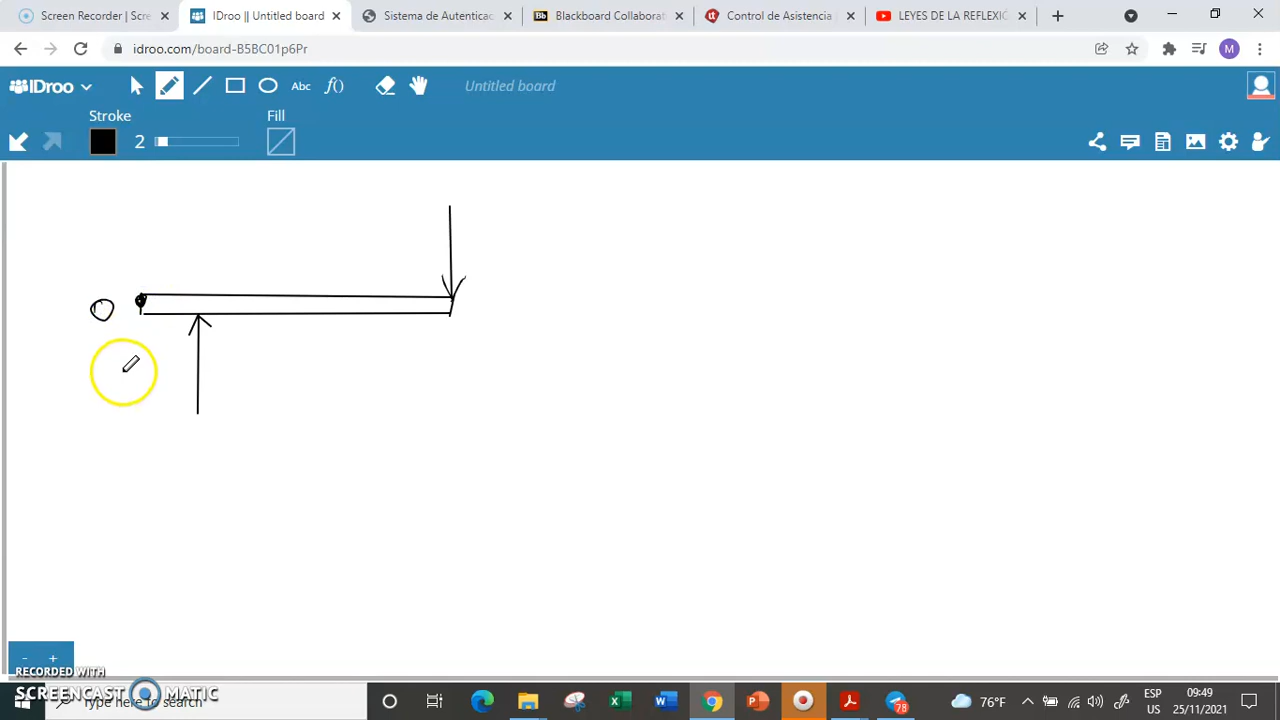 Screen Recorder | Scre
IDroo || Untitled board
Sistema de Autenticac
Bb Blackboard Collaborat
Control de Asistencia
LEYES DE LA REFLEXIÓ
idroo.com/board-B5BC01p6Pr
M
IDroo
Abc
f()
Untitled board
Stroke
Fill
2
O
- +
RECORDED WITH
SCREENCAST MATIC
Type here to search
78
76°F
ESP
US
09:49
25/11/2021